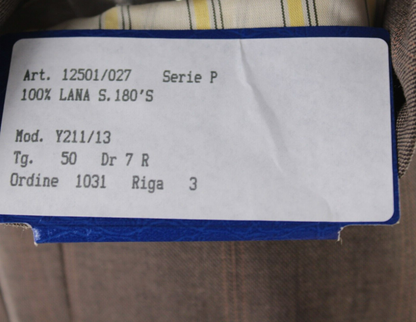 Art. 12501/027 Serie P
100% LANA S.180'S
Mod. Y211/13
Tg. 50 Dr 7 R
Ordine 1031 Riga 3